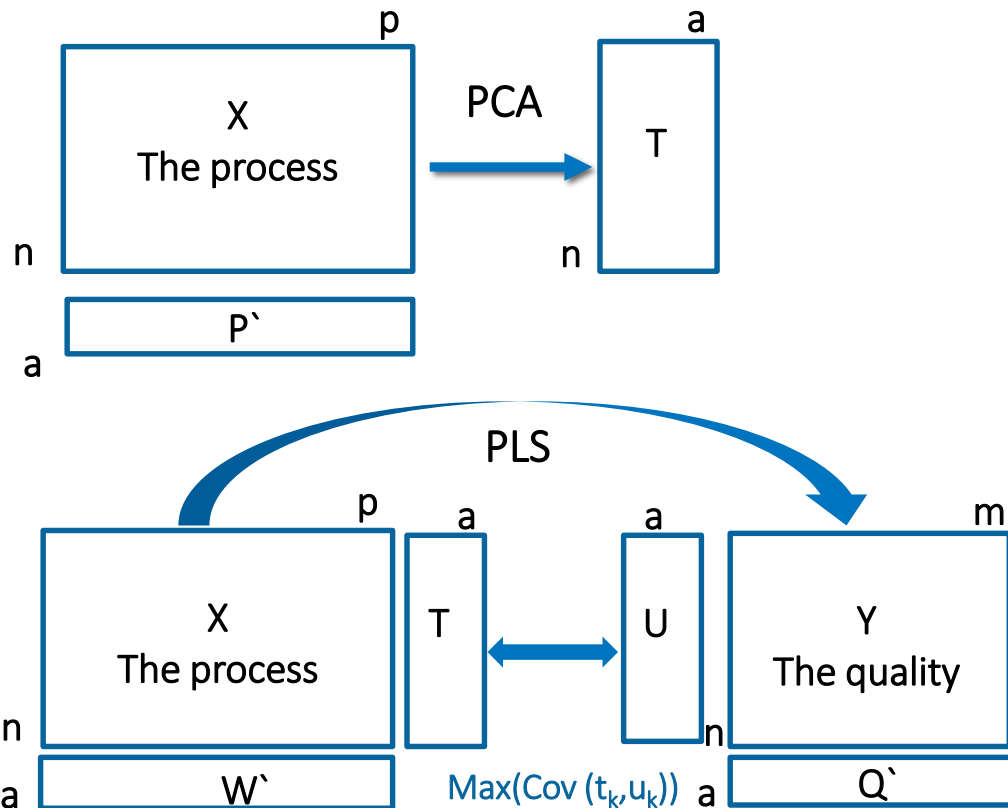 p
a
X
The process
PCA
T
n
n
P`
a
PLS
p
a
a
m
X
The process
T
U
Y
The quality
n
n
W`
Max(Cov (tk,uk))
Q`
a
a